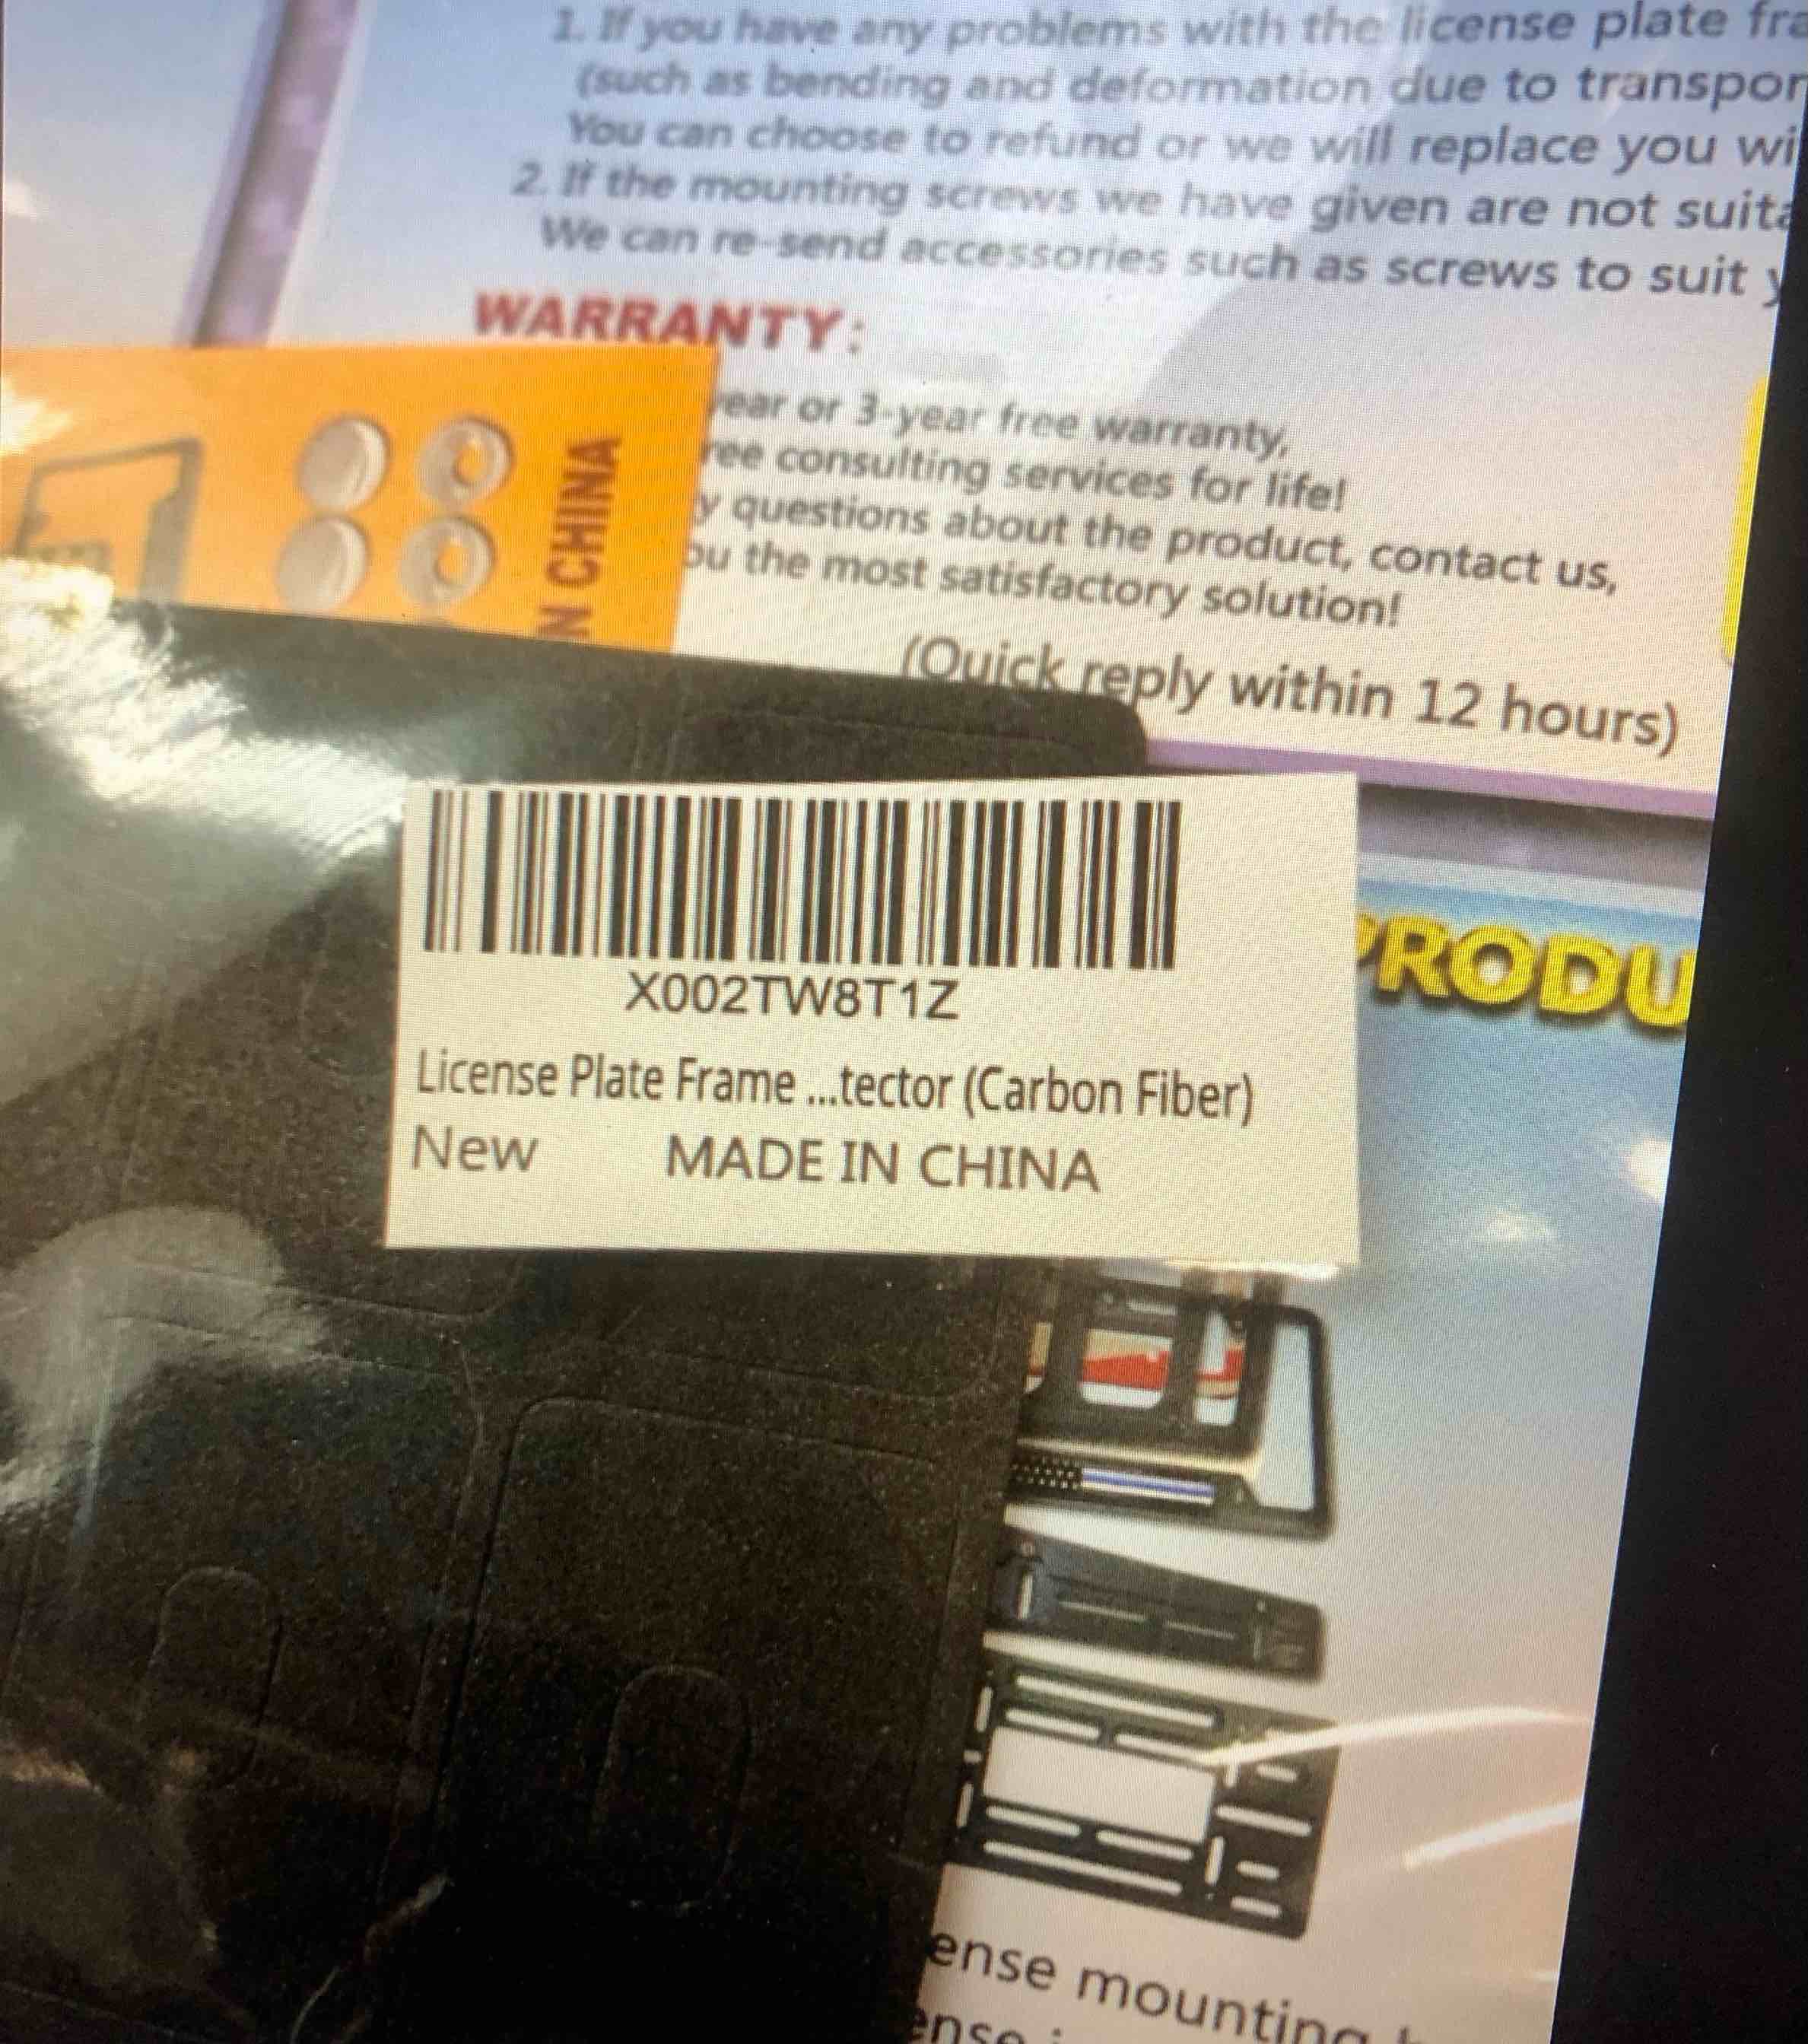 1. If you have any problems with the license plate fra
(such as bending and deformation due to transpor
You can choose to refund or we will replace you wi
2. If the mounting screws we have given are not suita
We can re-send accessories such as screws to suit y
WARRANTY:
year or 3-year free warranty,
ree consulting services for life!
y questions about the product, contact us,
ou the most satisfactory solution!
(Quick reply within 12 hours)
N CHINA
X002TW8T1Z
License Plate Frame ...tector (Carbon Fiber)
New MADE IN CHINA
PRODU
ense mounting
ense